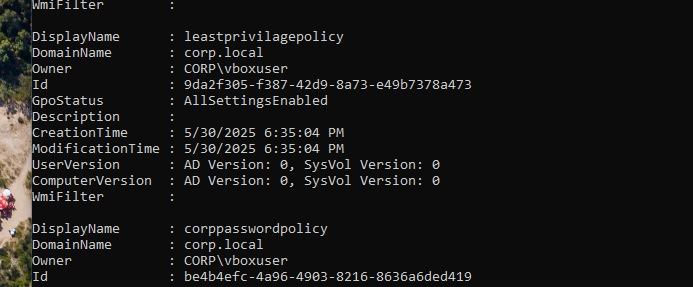 WmiFilter :
DisplayName : leastprivilagepolicy
DomainName : corp.local
Owner : CORP\vboxuser
Id : 9da2f305-f387-42d9-8a73-e49b7378a473
GpoStatus : AllSettingsEnabled
Description :
CreationTime : 5/30/2025 6:35:04 PM
ModificationTime : 5/30/2025 6:35:04 PM
UserVersion : AD Version: 0, SysVol Version: 0
ComputerVersion : AD Version: 0, SysVol Version: 0
WmiFilter :
DisplayName : corppasswordpolicy
DomainName : corp.local
Owner : CORP\vboxuser
Id : be4b4efc-4a96-4903-8216-8636a6ded419